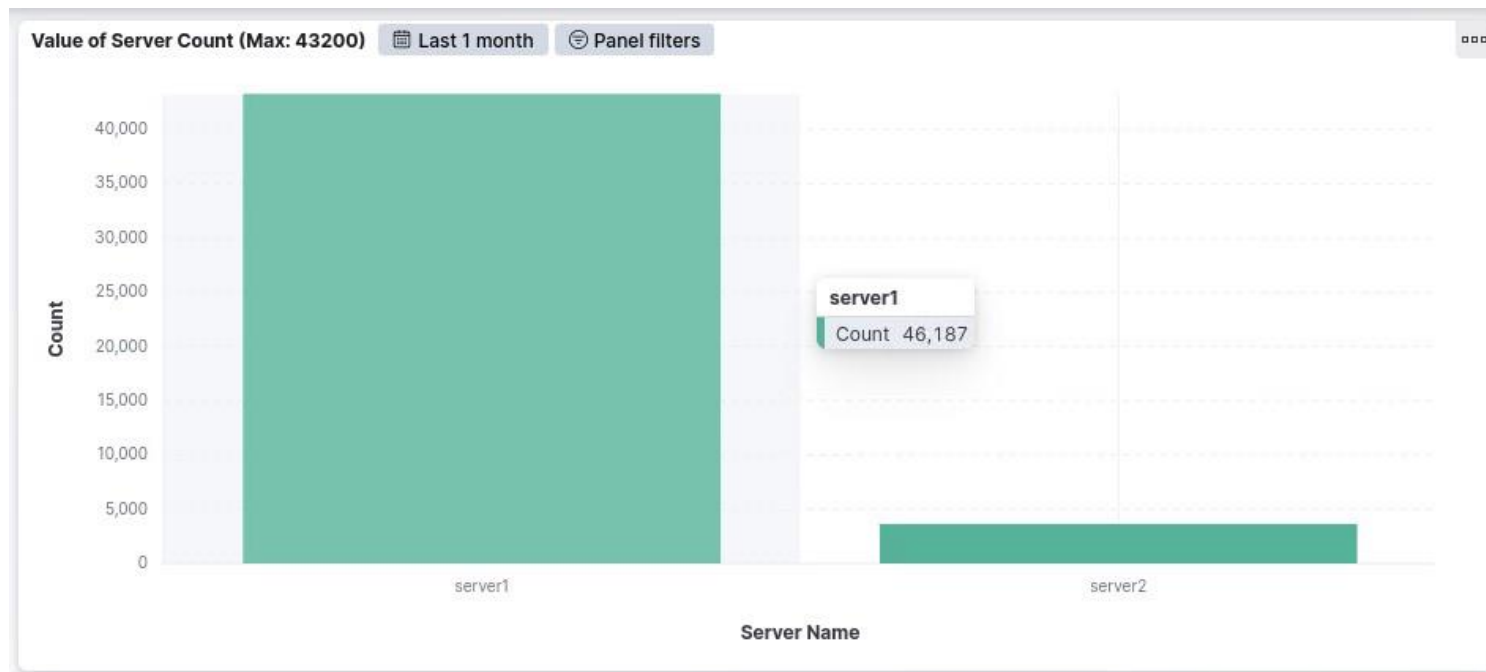 Value of Server Count (Max: 43200) Last 1 month Panel filters
40,000
35,000
30,000
25,000
20,000
15,000
10,000
5,000
0
Count
server1
Count 46,187
server1 server2
Server Name